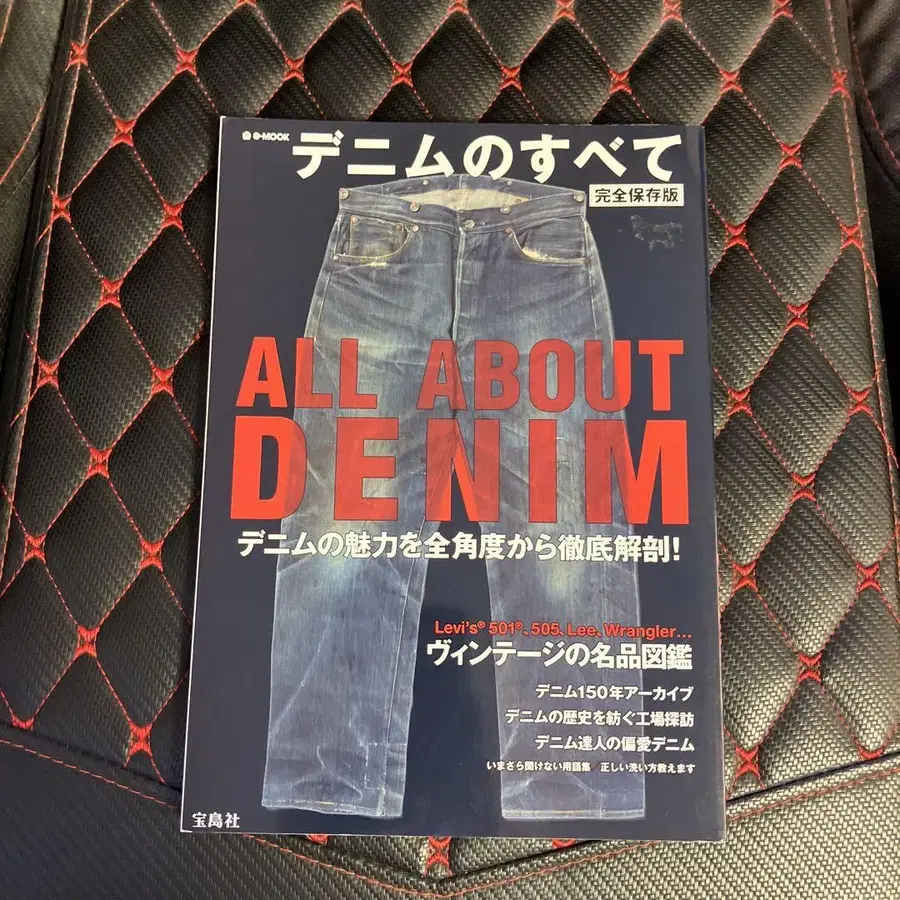 e-MOOK
デニムのすべて
完全保存版
ALL ABOUT
DENIM
デニムの魅力を全角度から徹底解剖!
Levi's® 501®、505、Lee、Wrangler...
ヴィンテージの名品図鑑
デニム150年アーカイブ
デニムの歴史を紡ぐ工場探訪
デニム達人の偏愛デニム
いまさら聞けない用語集 正しい洗い方教えます
宝島社